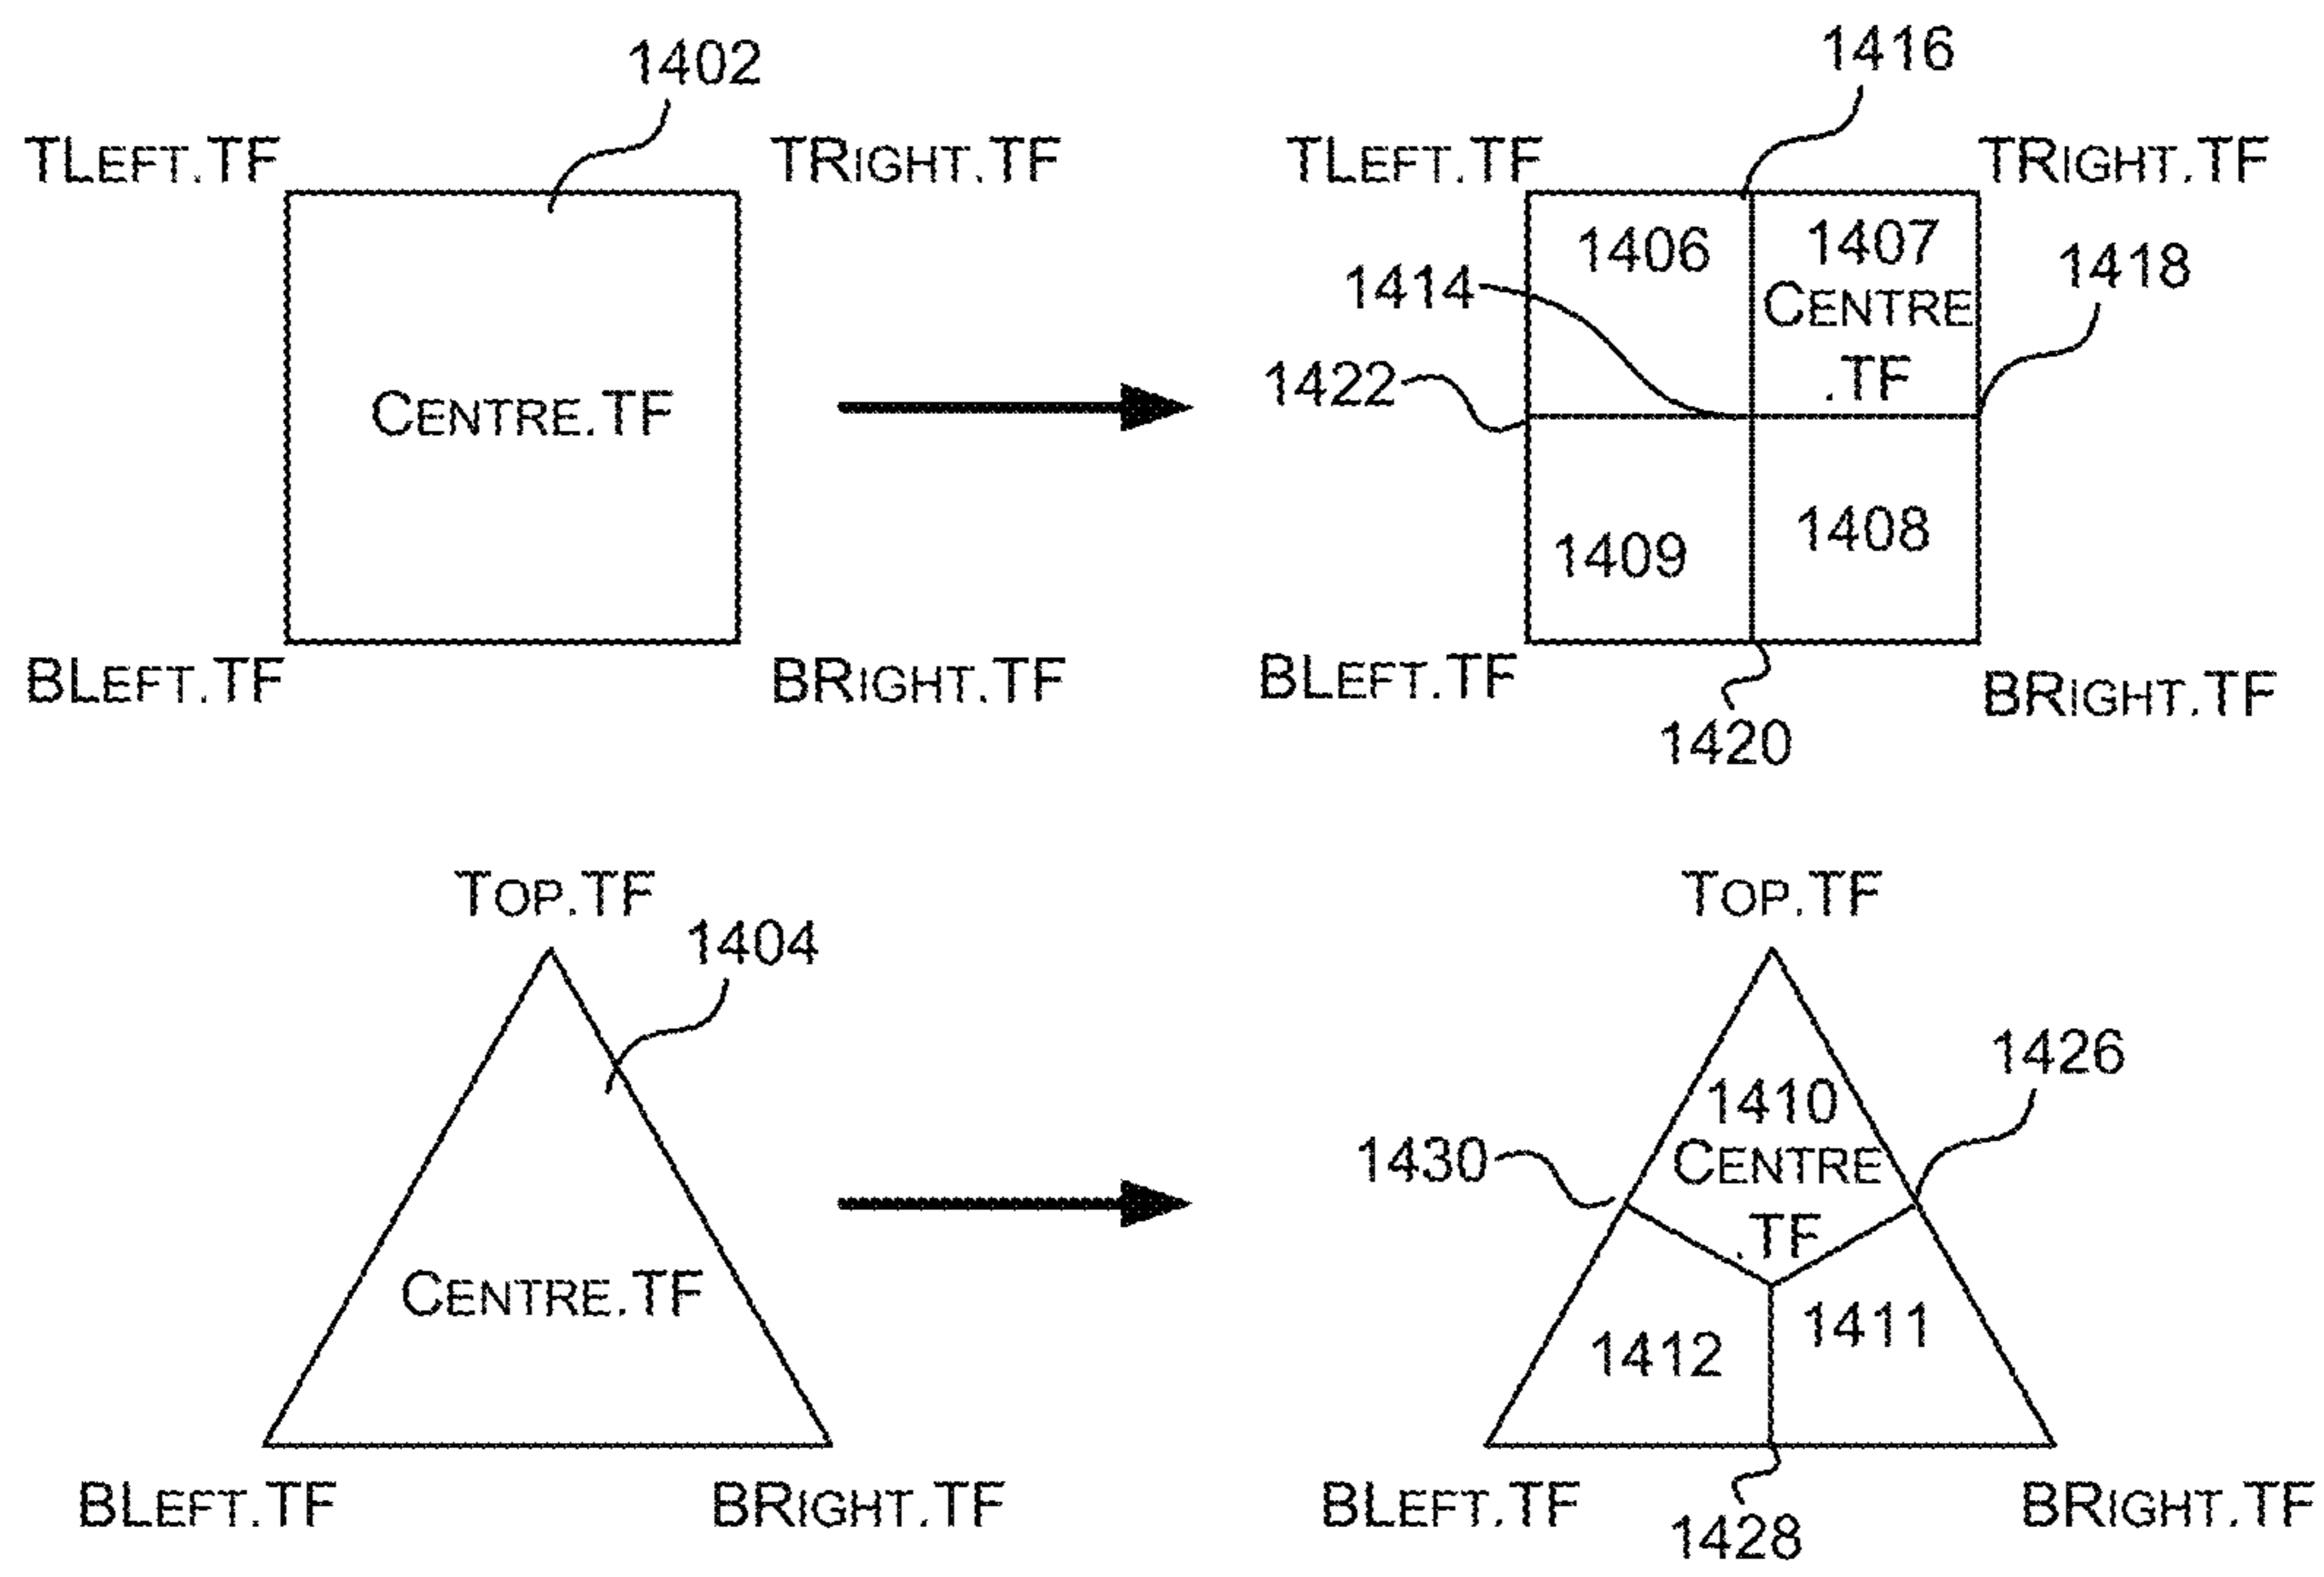 1402
1416
TLEFT.TF
TRIGHT.TF
TLEFT.TF
TRIGHT.TF
1406
1407
1414
CENTRE
1418
1422
.TF
CENTRE.TF
1409
1408
BLEFT.TF
BRIGHT.TF
BLEFT.TF
BRIGHT.TF
1420
TOP.TF
TOP.TF
1404
1426
1410
1430
CENTRE
.TF
CENTRE.TF
1412
1411
BLEFT.TF
BRIGHT.TF
BLEFT.TF
BRIGHT.TF
1428